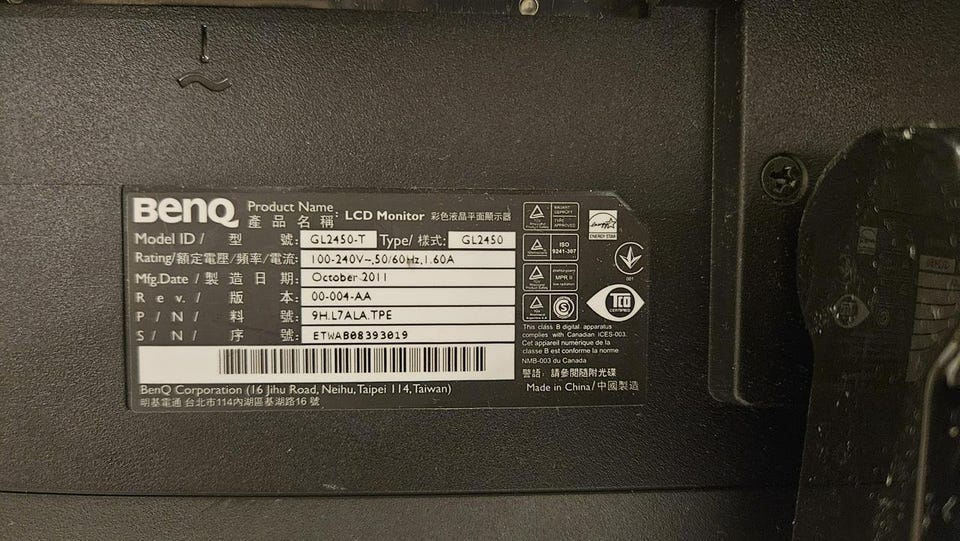 BenQ
Product Name: LCD Monitor 彩色液晶平面顯示器
產品名稱:
Model ID / 型號: GL2450-T Type/樣式: GL2450
Rating/額定電壓/頻率/電流: 100-240V~,50/60Hz,1.60A
Mfg.Date / 製造日期: October 2011
Rev. / 版本: 00-004-AA
P/N/ 料號: 9H.L7ALA.TPE
S/N/ 序號: ETWAB08393019
BenQ Corporation (16 Jihu Road, Neihu,Taipei 114,Taiwan)
明基電通 台北市114內湖區基湖路16號
ISO
9241-307
MPR II
ENERGY STAR
TCO
CERTIFIED
This class B digital apparatus
complies with Canadian ICES-003.
Cet appareil numérique de la
classe B est conforme à la norme
NMB-003 du Canada
警語: 請參閱隨附光碟
Made in China/中國製造